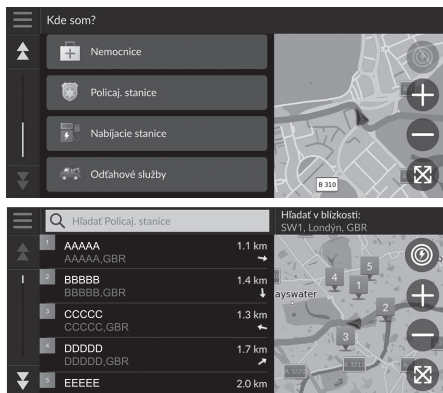 Kde som?
Nemocnice
Policaj. stanice
Nabíjacie stanice
Odťahové služby
B 310
Hľadať Policaj. stanice
Hľadať v blízkosti:
SW1, Londýn, GBR
1 AAAAA 1.1 km
AAAAA,GBR
2 BBBBB 1.4 km
BBBBB,GBR
3 CCCCC 1.3 km
CCCCC,GBR
4 DDDDD 1.7 km
DDDDD,GBR
5 EEEEE 2.0 km
ayswater
4
5
1
2
3
A 3220
A 3212